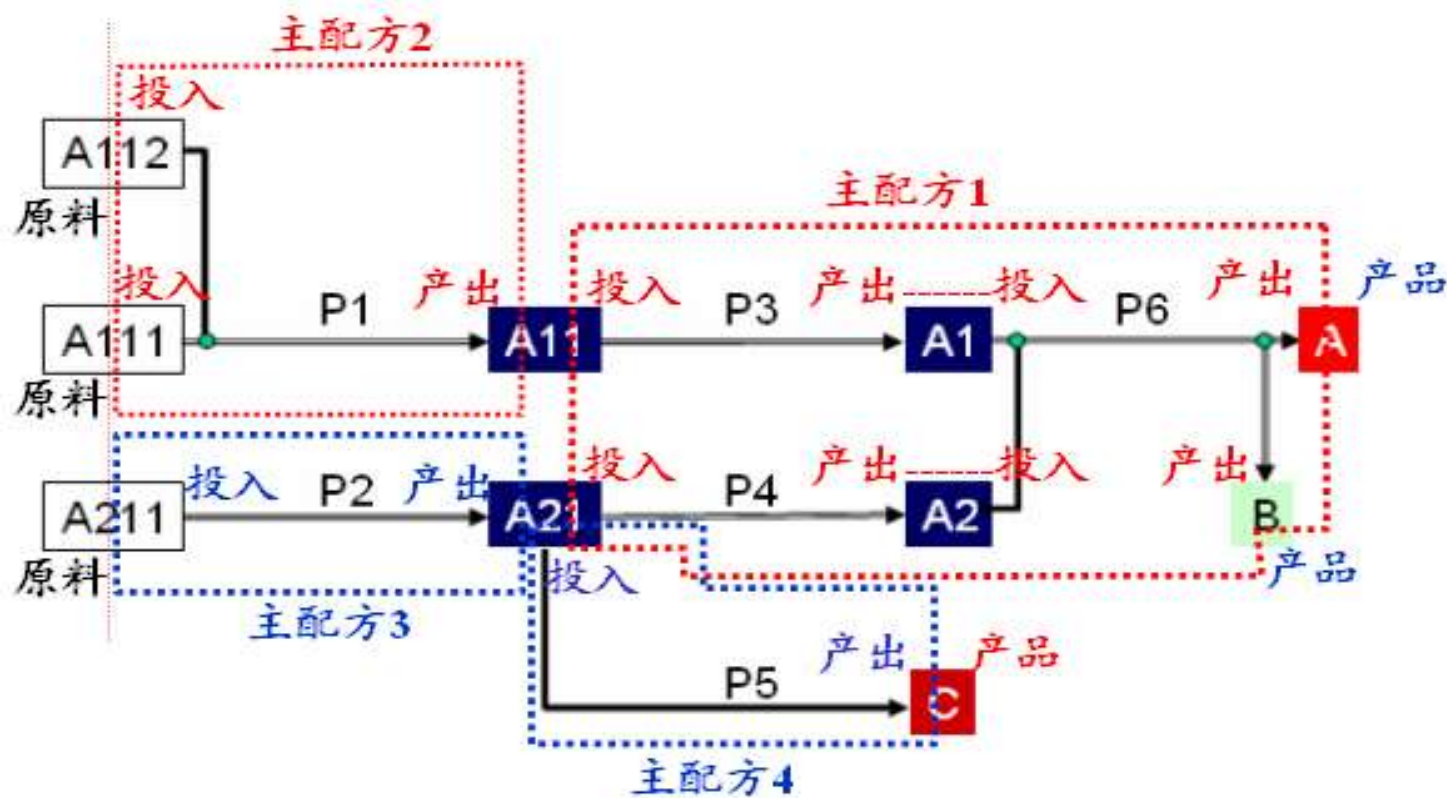 主配方2
投入
A112
原料
主配方1
投入 P1 产出 投入 P3 产出 投入 P6 产出 产品
A111 A11 A1 A
原料
投入 P2 产出 投入 P4 产出 投入 产出
A211 A21 A2 B
原料 投入 产品
主配方3
产出 产品
P5 C
主配方4